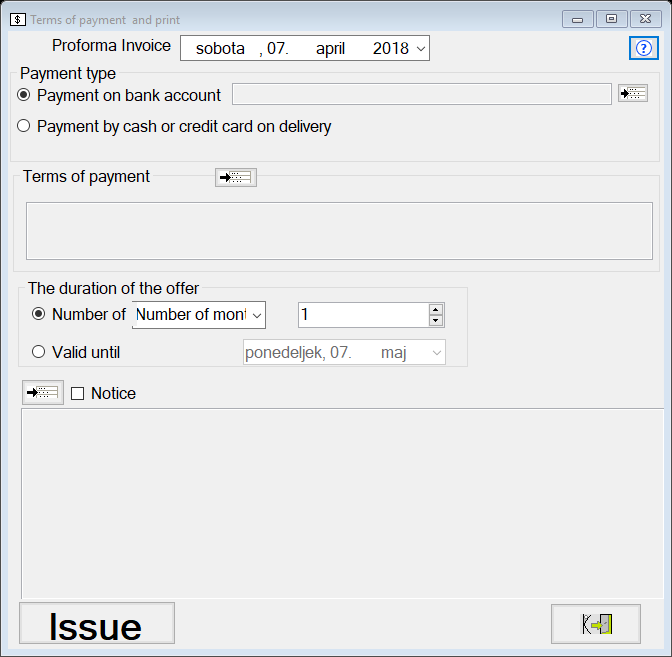 $ Terms of payment and print
Proforma Invoice sobota , 07. april 2018 ?
Payment type
Payment on bank account
Payment by cash or credit card on delivery
Terms of payment
The duration of the offer
Number of Number of mont 1
Valid until ponedeljek, 07. maj
Notice
Issue